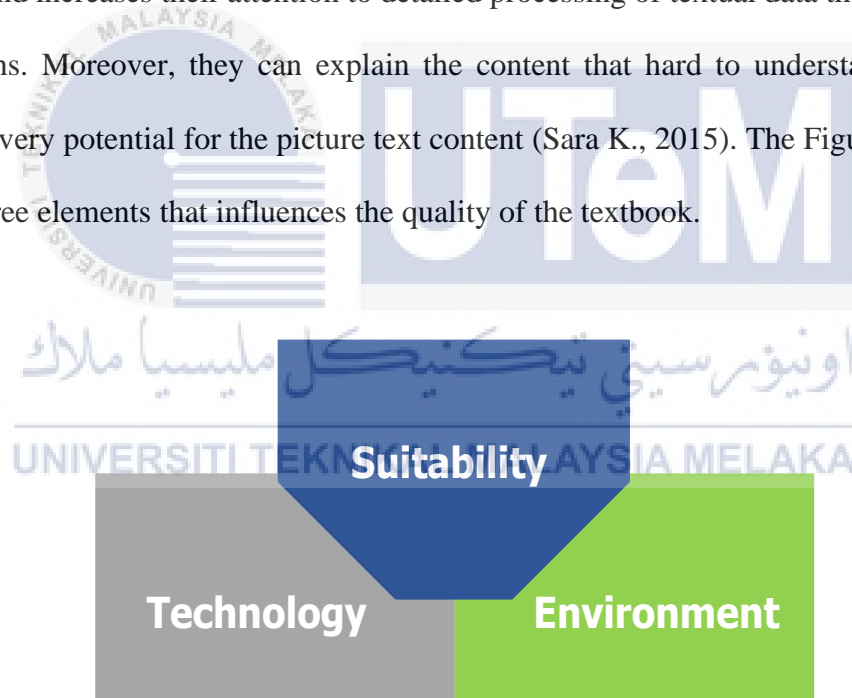 nd increases their attention to detailed processing of textual data th
ns. Moreover, they can explain the content that hard to understa
very potential for the picture text content (Sara K., 2015). The Figu
ree elements that influences the quality of the textbook.
UTeM
اونيۏرسيتي تيكنيكل مليسيا ملاك
UNIVERSITI TEKNIKAL MALAYSIA MELAKA
Suitability
Technology
Environment